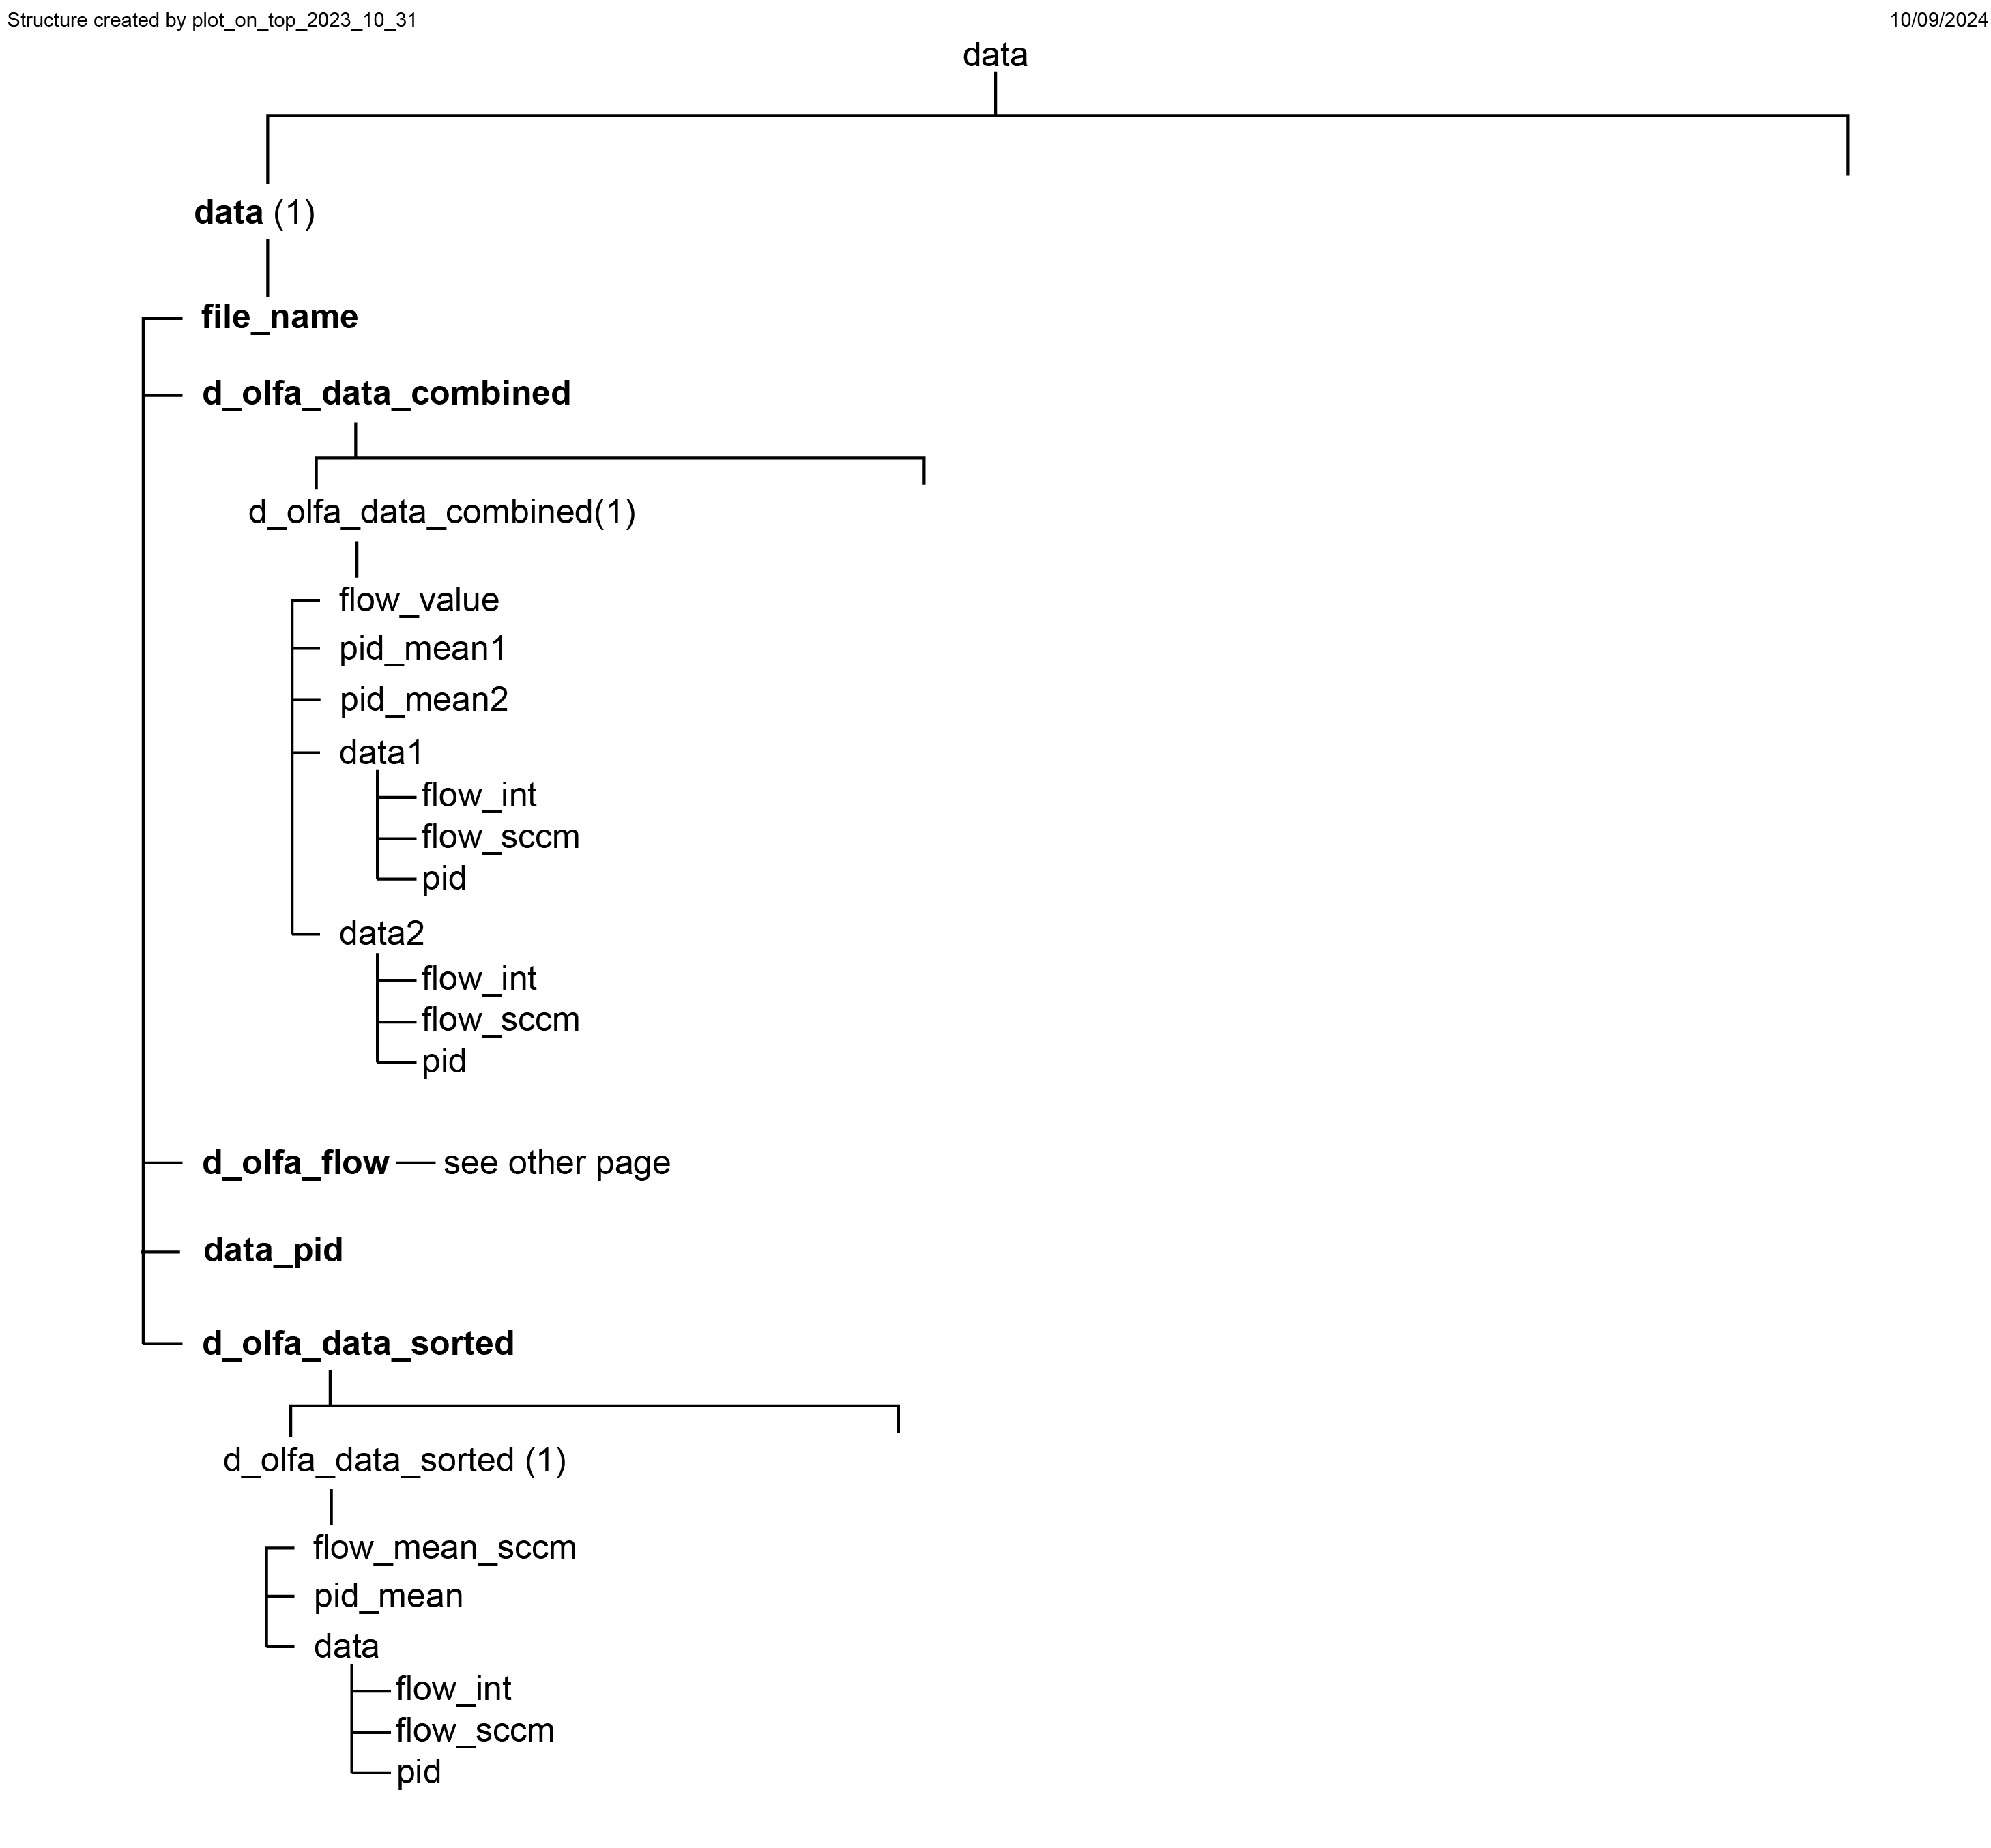 Structure created by plot_on_top_2023_10_31
10/09/2024
data
data (1)
file_name
d_olfa_data_combined
d_olfa_data_combined(1)
flow_value
pid_mean1
pid_mean2
data1
flow_int
flow_sccm
pid
data2
flow_int
flow_sccm
pid
d_olfa_flow
see other page
data_pid
d_olfa_data_sorted
d_olfa_data_sorted (1)
flow_mean_sccm
pid_mean
data
flow_int
flow_sccm
pid